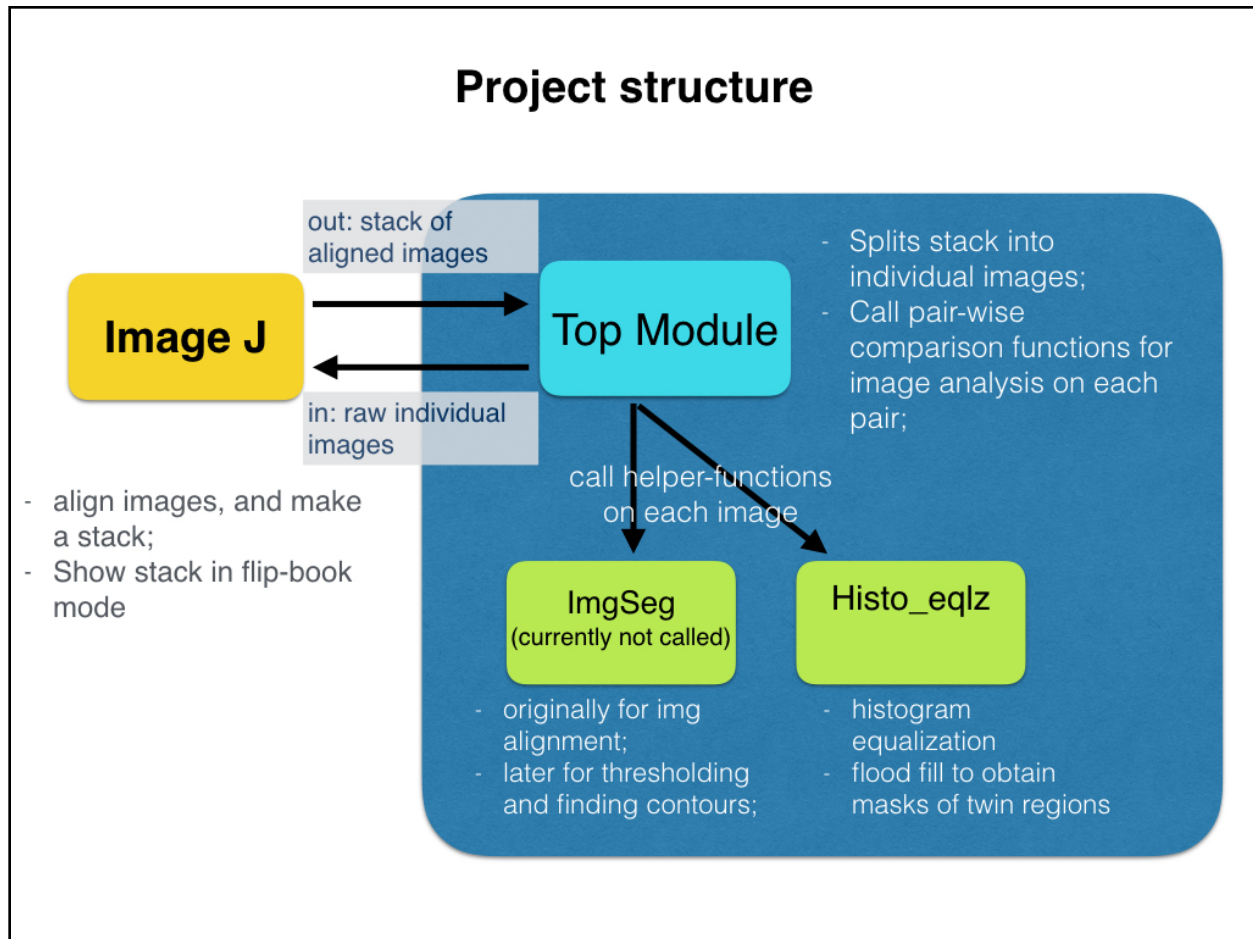 Project structure
out: stack of
aligned images
Image J
Top Module
in: raw individual
images
- Splits stack into
individual images;
- Call pair-wise
comparison functions for
image analysis on each
pair;
- align images, and make
a stack;
- Show stack in flip-book
mode
call helper-functions
on each image
ImgSeg
(currently not called)
Histo_eqlz
- originally for img
alignment;
- later for thresholding
and finding contours;
- histogram
equalization
- flood fill to obtain
masks of twin regions